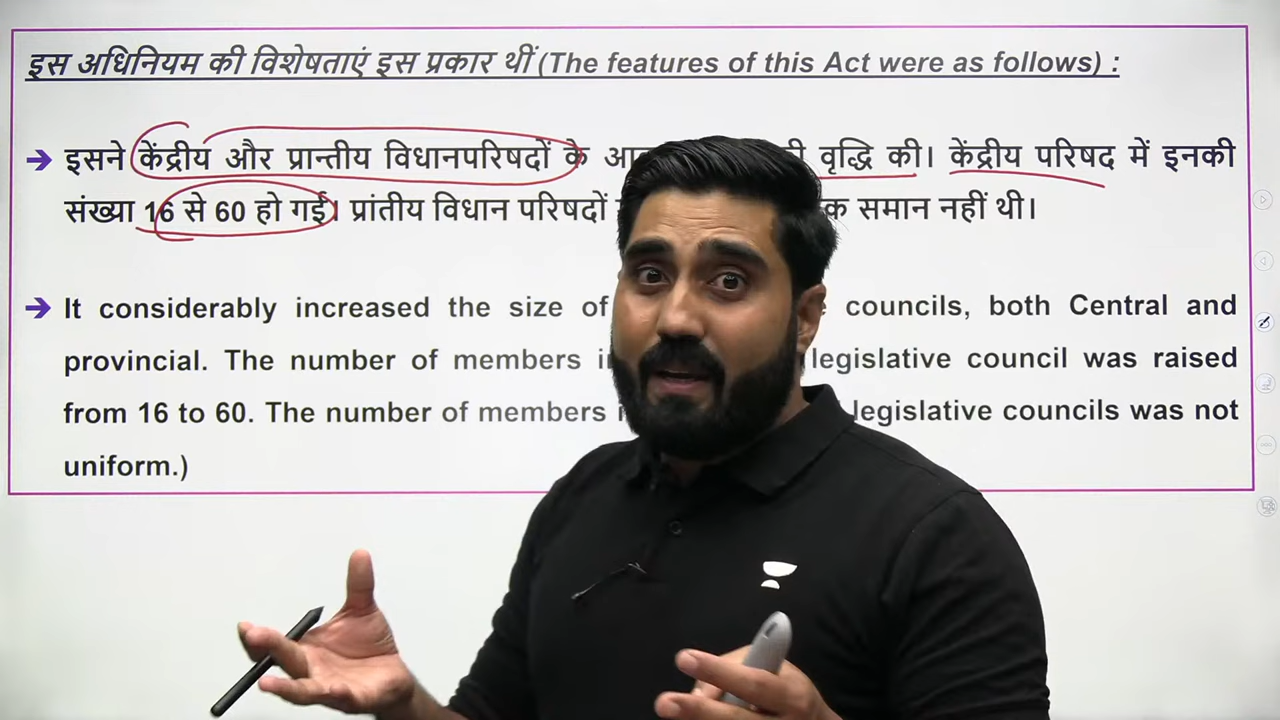 इस अधिनियम की विशेषताएं इस प्रकार थीं (The features of this Act were as follows) :
→ इसने केंद्रीय और प्रान्तीय विधानपरिषदों के वृद्धि की। केंद्रीय परिषद में इनकी
संख्या 16 से 60 हो गई। प्रांतीय विधान परिषदों समान नहीं थी।
→ It considerably increased the size of councils, both Central and
provincial. The number of members legislative council was raised
from 16 to 60. The number of members legislative councils was not
uniform.)